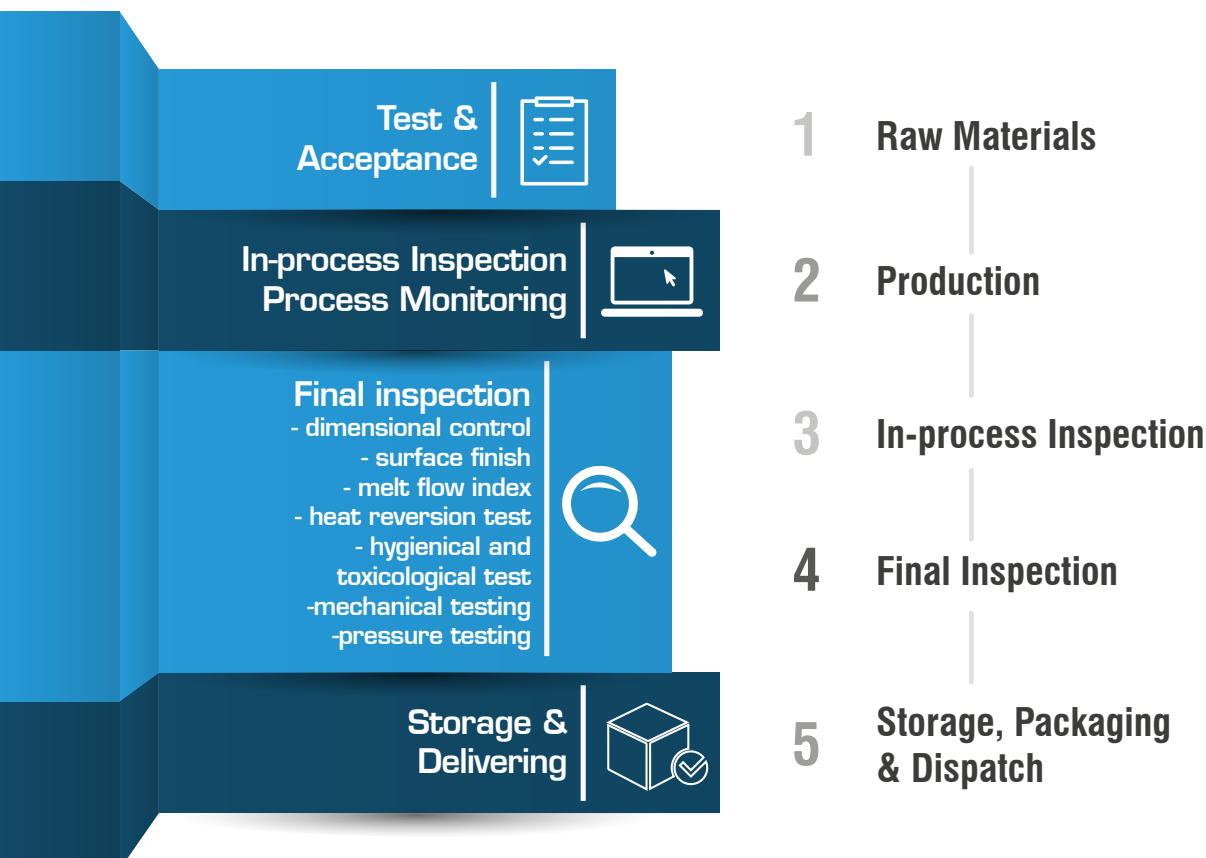 Test &
Acceptance
In-process Inspection
Process Monitoring
Final inspection
- dimensional control
- surface finish
- melt flow index
- heat reversion test
- hygienical and
toxicological test
-mechanical testing
-pressure testing
Storage &
Delivering
1 Raw Materials
2 Production
3 In-process Inspection
4 Final Inspection
5 Storage, Packaging
& Dispatch